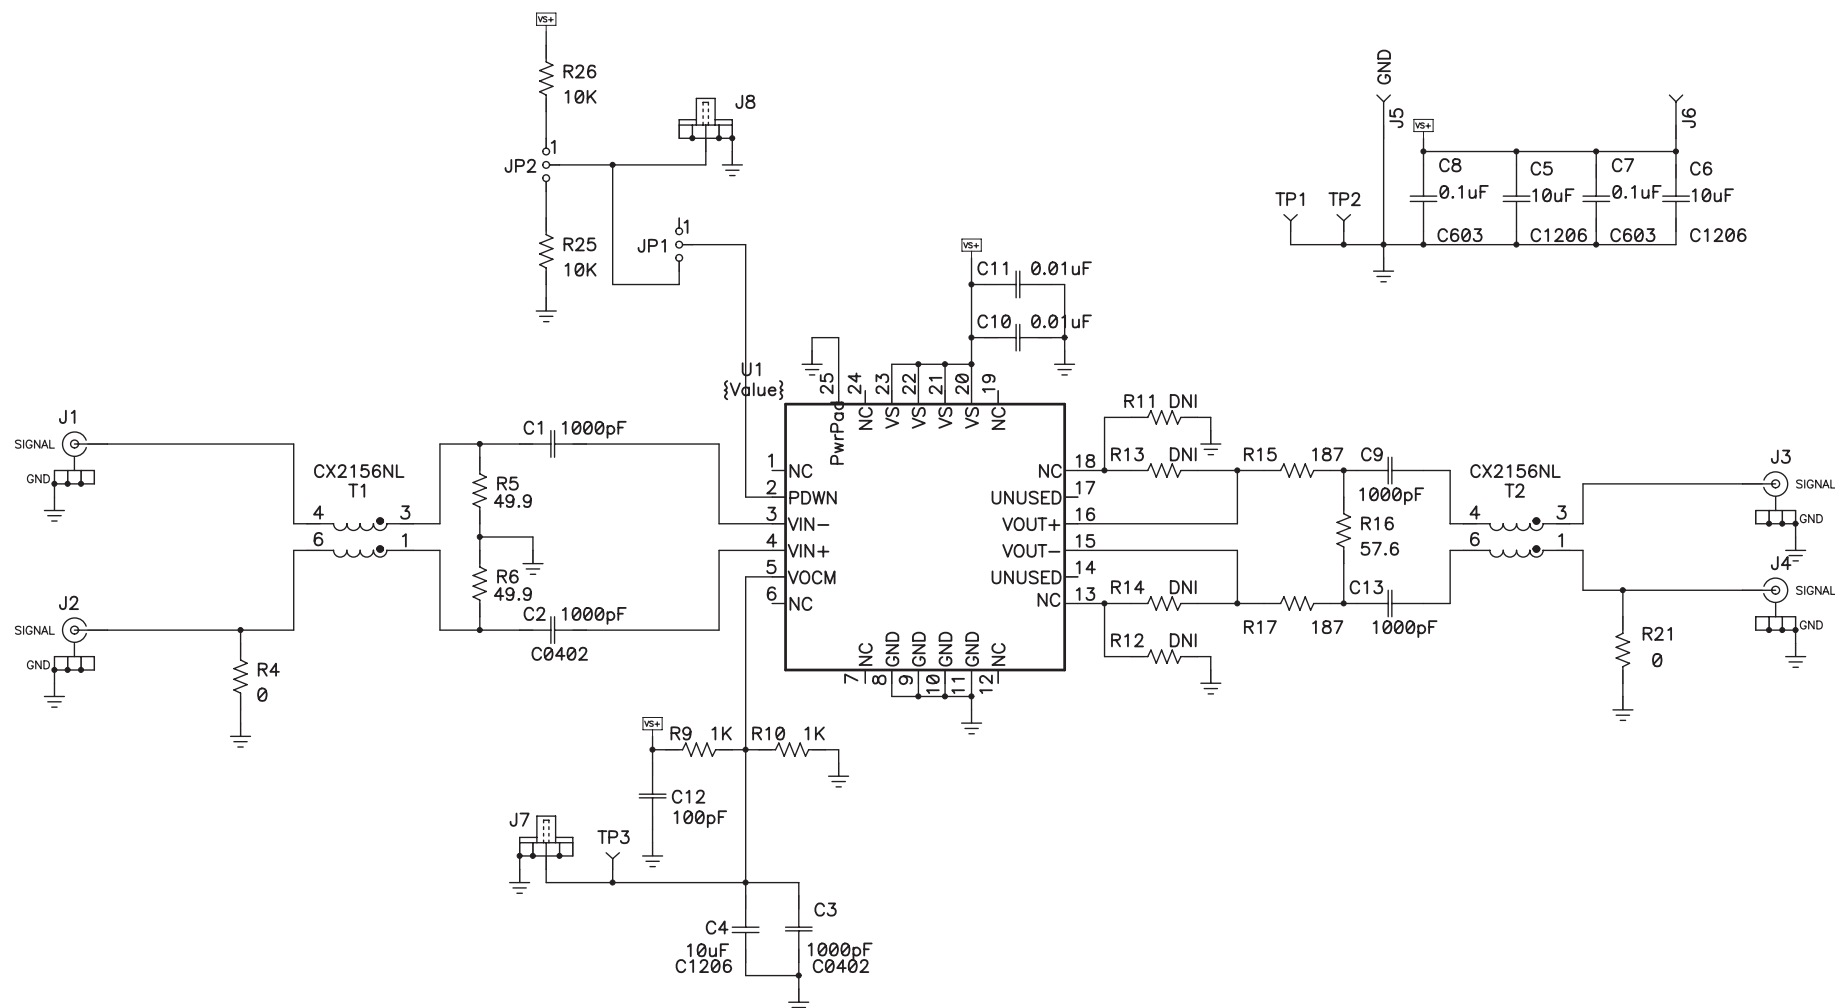 VS+
R26
10K
J8
JP2
1
R25
10K
JP1
1
GND
J5
J6
VS+
C8
0.1uF
C603
C5
10uF
C1206
C7
0.1uF
C603
C6
10uF
C1206
TP1
TP2
VS+
C11 0.01uF
C10 0.01uF
U1
{Value}
25
24
23
22
21
20
19
PwrPad
NC
VS
VS
VS
VS
NC
J1
SIGNAL
GND
CX2156NL
T1
4
3
6
1
R5
49.9
R6
49.9
C1 1000pF
C2 1000pF
C0402
J2
SIGNAL
GND
R4
0
1 NC
2 PDWN
3 VIN-
4 VIN+
5 VOCM
6 NC
NC 18
UNUSED 17
VOUT+ 16
VOUT- 15
UNUSED 14
NC 13
NC
GND
GND
GND
GND
NC
7
8
9
10
11
12
R11 DNI
R13 DNI
R15 187
C9
1000pF
R16
57.6
R14 DNI
R17 187
C13
1000pF
R12 DNI
CX2156NL
T2
4
3
6
1
J3
SIGNAL
GND
J4
SIGNAL
GND
R21
0
VS+
R9 1K
R10 1K
C12
100pF
J7
TP3
C4
10uF
C1206
C3
1000pF
C0402